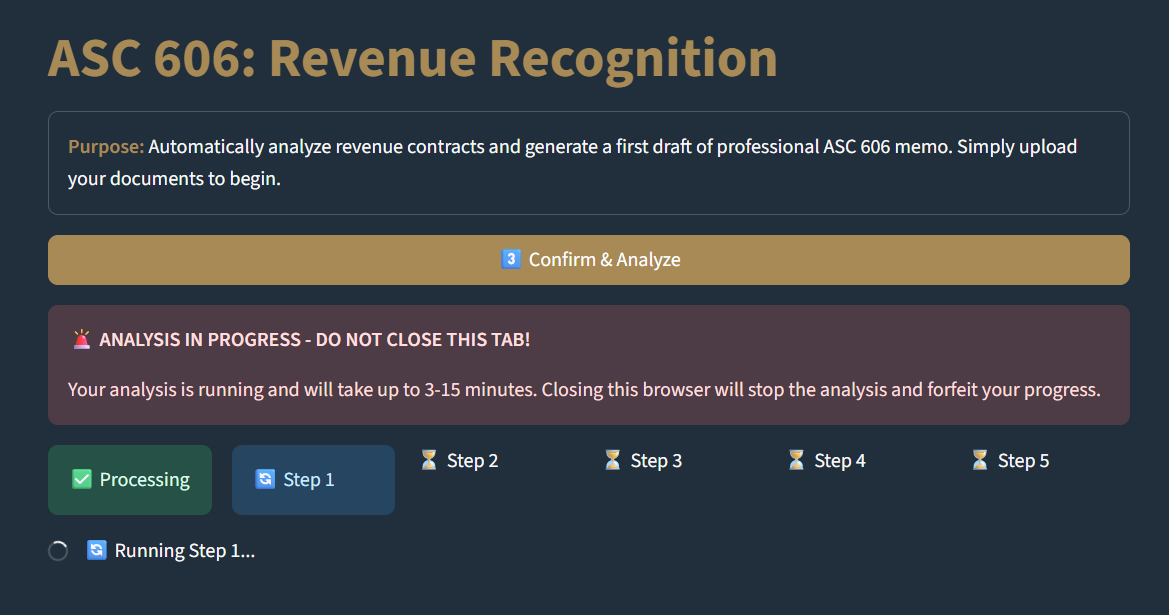 ASC 606: Revenue Recognition
Purpose: Automatically analyze revenue contracts and generate a first draft of professional ASC 606 memo. Simply upload
your documents to begin.
3 Confirm & Analyze
🚨 ANALYSIS IN PROGRESS - DO NOT CLOSE THIS TAB!
Your analysis is running and will take up to 3-15 minutes. Closing this browser will stop the analysis and forfeit your progress.
✅ Processing
🔄 Step 1
⏳ Step 2
⏳ Step 3
⏳ Step 4
⏳ Step 5
🔄 Running Step 1...